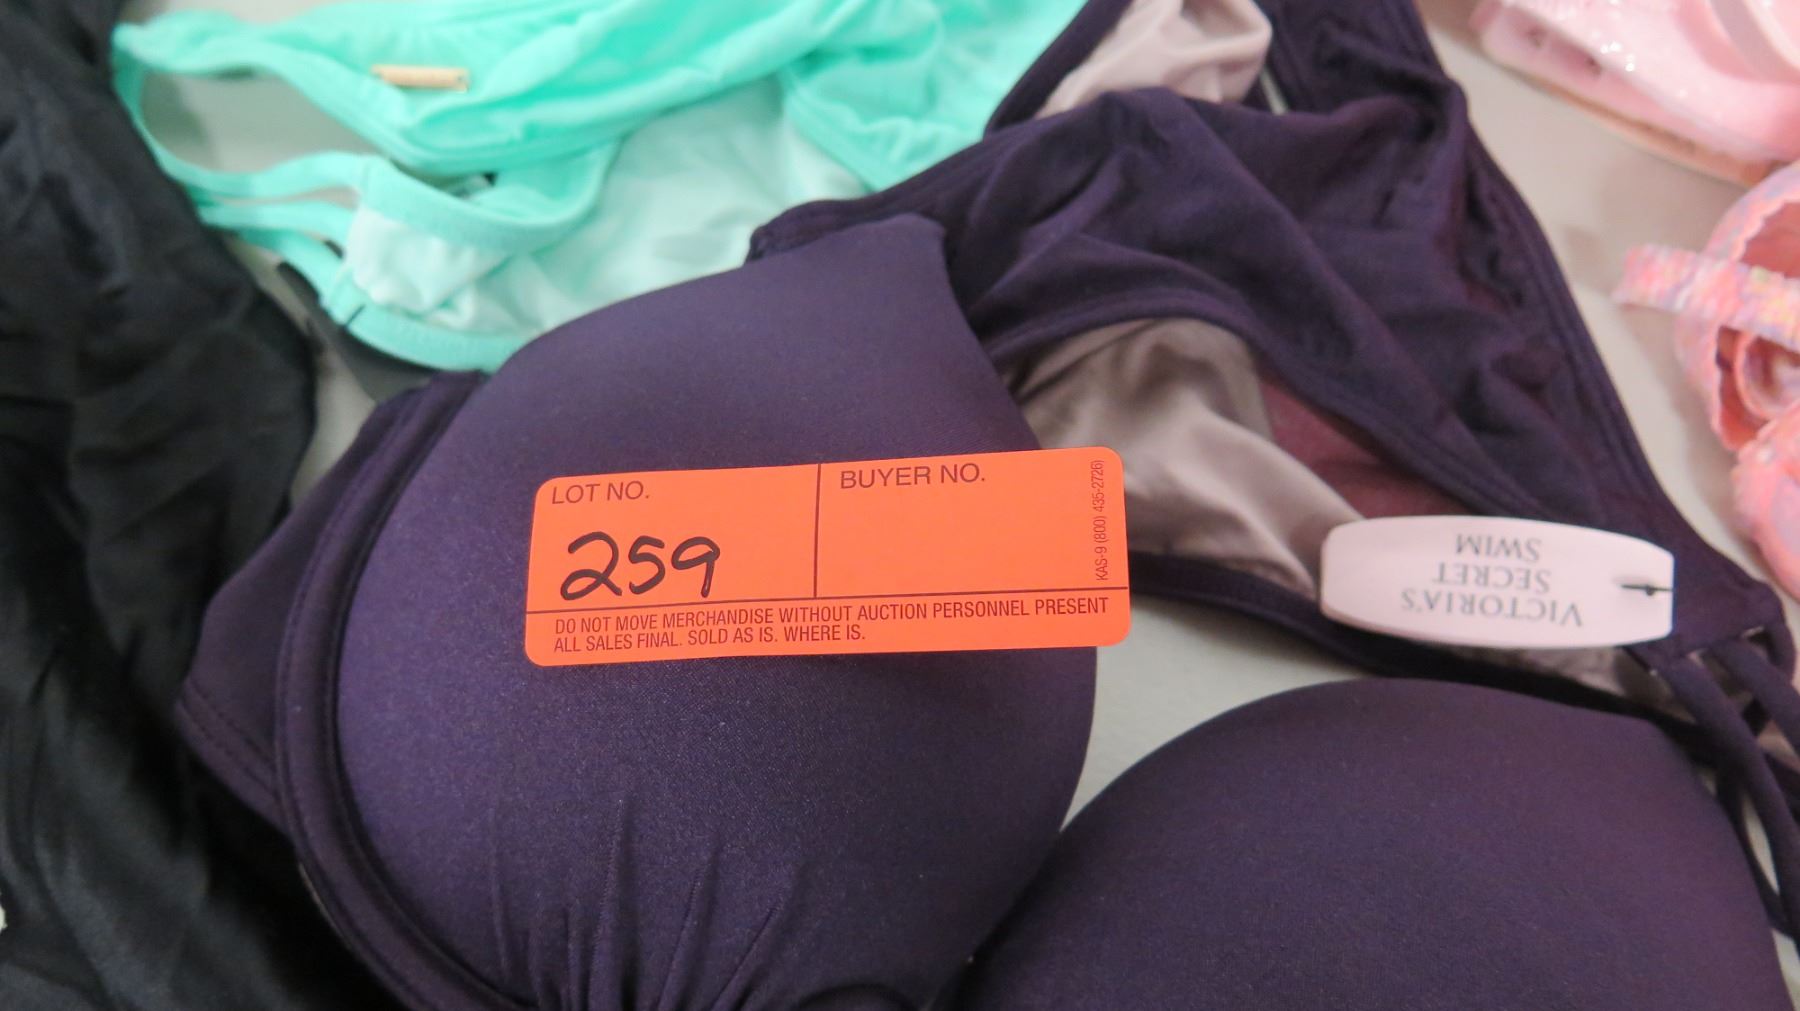 LOT NO.
259
BUYER NO.
KAS-9 (800) 435-2726)
DO NOT MOVE MERCHANDISE WITHOUT AUCTION PERSONNEL PRESENT
ALL SALES FINAL. SOLD AS IS. WHERE IS.
VICTORIA'S
SECRET
SWIM